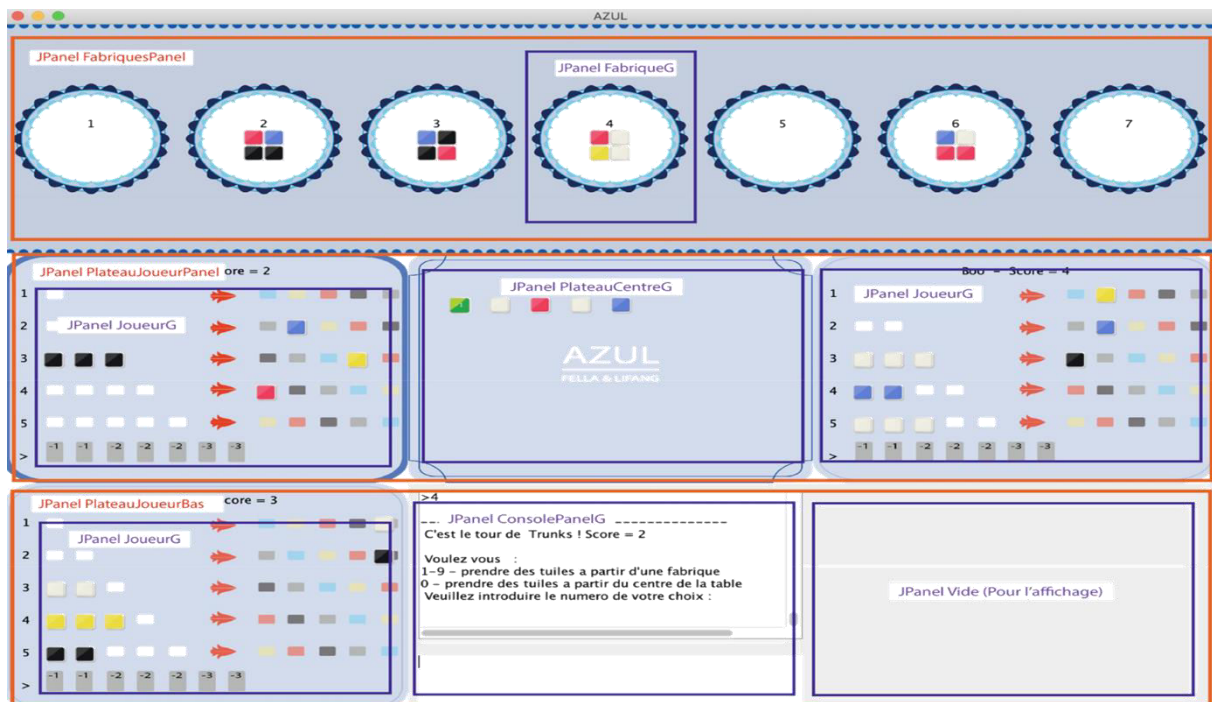 AZUL
JPanel FabriquesPanel
JPanel FabriqueG
1 2 3 4 5 6 7
JPanel PlateauJoueurPanel ore = 2
JPanel PlateauCentreG
Boo - Score = 4
1
JPanel JoueurG
2
3
4
5
-1 -1 -2 -2 -2 -3 -3
>
-1
AZUL
FELLA & LIFANG
1
JPanel JoueurG
2
3
4
5
-1 -1 -2 -2 -2 -3 -3
>
JPanel PlateauJoueurBas core = 3
1
JPanel JoueurG
2
3
4
5
-1 -1 -2 -2 -2 -3 -3
>
>4
--- JPanel ConsolePanelG --------------
C'est le tour de Trunks ! Score = 2
Voulez vous :
1-9 - prendre des tuiles a partir d'une fabrique
0 - prendre des tuiles a partir du centre de la table
Veuillez introduire le numero de votre choix :
JPanel Vide (Pour l'affichage)